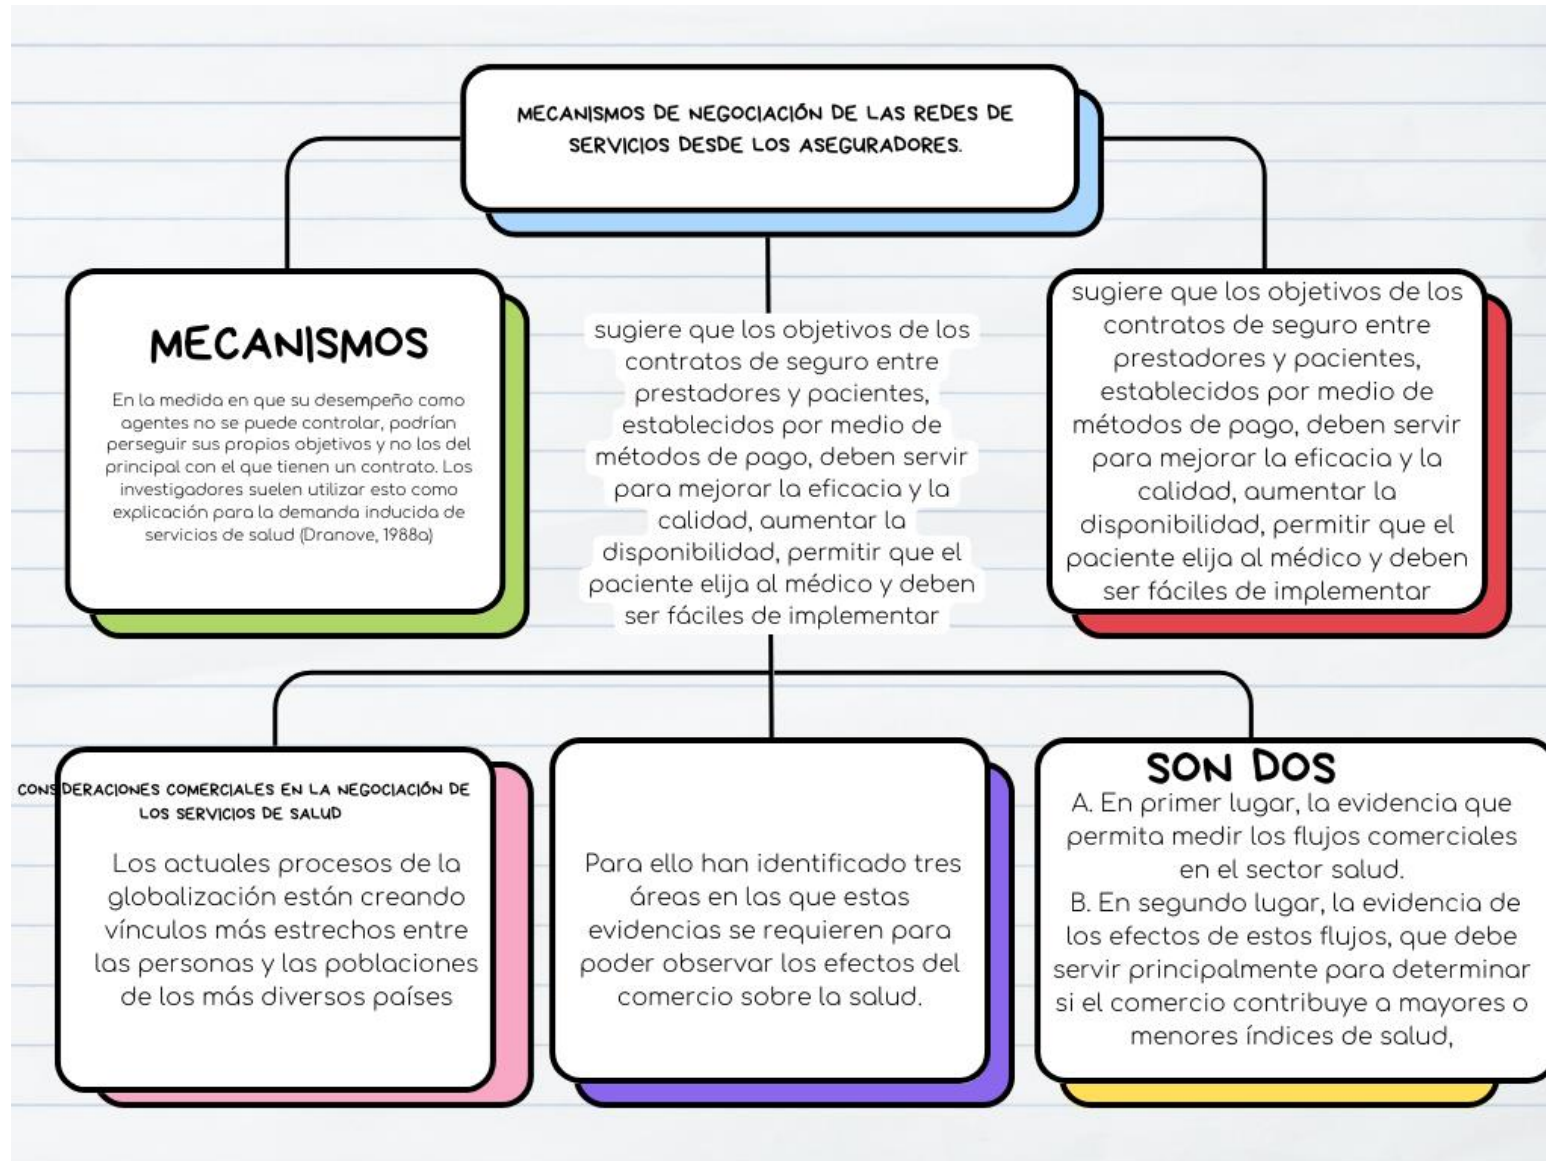 MECANISMOS DE NEGOCIACIÓN DE LAS REDES DE
SERVICIOS DESDE LOS ASEGURADORES.
MECANISMOS
En la medida en que su desempeño como
agentes no se puede controlar, podrían
perseguir sus propios objetivos y no los del
principal con el que tienen un contrato. Los
investigadores suelen utilizar esto como
explicación para la demanda inducida de
servicios de salud (Dranove, 1988a)
sugiere que los objetivos de los
contratos de seguro entre
prestadores y pacientes,
establecidos por medio de
métodos de pago, deben servir
para mejorar la eficacia y la
calidad, aumentar la
disponibilidad, permitir que el
paciente elija al médico y deben
ser fáciles de implementar
sugiere que los objetivos de los
contratos de seguro entre
prestadores y pacientes,
establecidos por medio de
métodos de pago, deben servir
para mejorar la eficacia y la
calidad, aumentar la
disponibilidad, permitir que el
paciente elija al médico y deben
ser fáciles de implementar
CONSIDERACIONES COMERCIALES EN LA NEGOCIACIÓN DE
LOS SERVICIOS DE SALUD
Los actuales procesos de la
globalización están creando
vínculos más estrechos entre
las personas y las poblaciones
de los más diversos países
Para ello han identificado tres
áreas en las que estas
evidencias se requieren para
poder observar los efectos del
comercio sobre la salud.
SON DOS
A. En primer lugar, la evidencia que
permita medir los flujos comerciales
en el sector salud.
B. En segundo lugar, la evidencia de
los efectos de estos flujos, que debe
servir principalmente para determinar
si el comercio contribuye a mayores o
menores índices de salud,